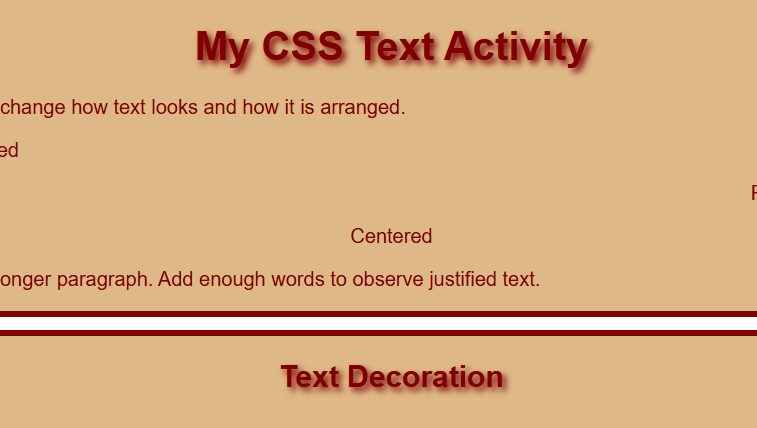 My CSS Text Activity
change how text looks and how it is arranged.
ed
Centered
onger paragraph. Add enough words to observe justified text.
Text Decoration